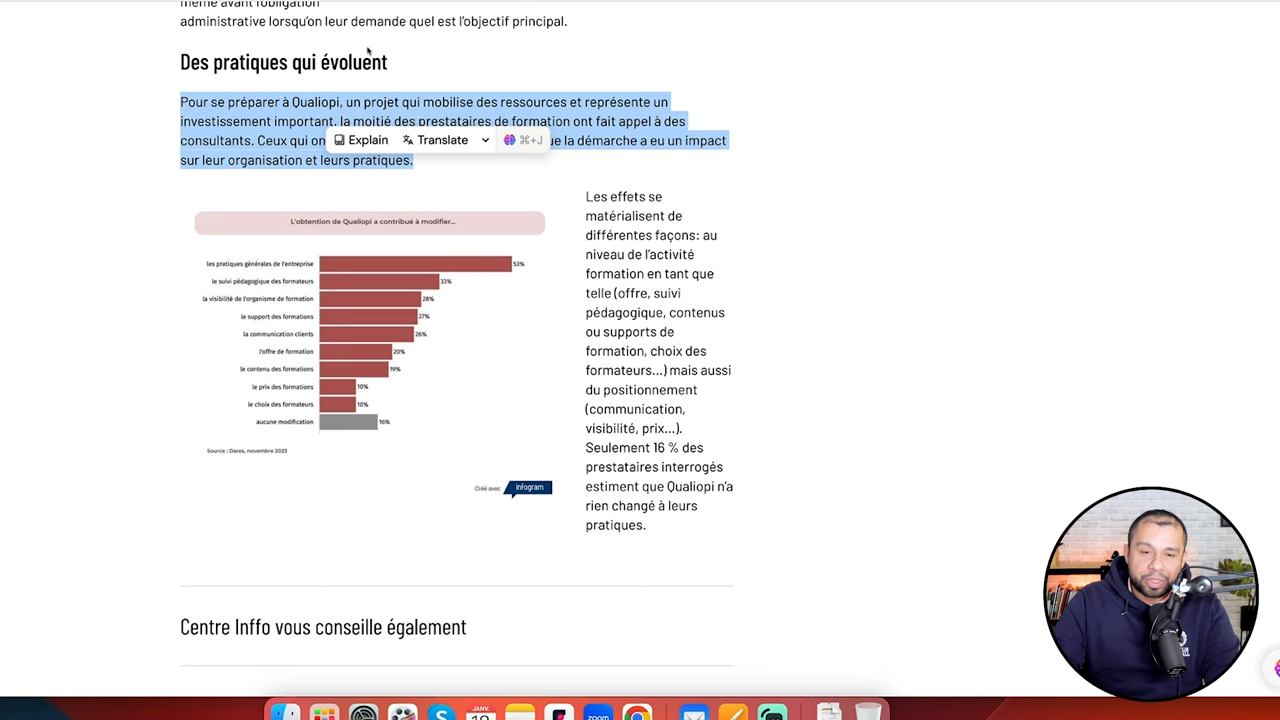 même avant l'obligation
administrative lorsqu'on leur demande quel est l'objectif principal.
Des pratiques qui évoluent
Pour se préparer à Qualiopi, un projet qui mobilise des ressources et représente un
investissement important, la moitié des prestataires de formation ont fait appel à des
consultants. Ceux qui on
Explain
Translate
⌘+J
ue la démarche a eu un impact
sur leur organisation et leurs pratiques.
L'obtention de Qualiopi a contribué à modifier...
les pratiques générales de l'entreprise 53%
le suivi pédagogique des formateurs 33%
la visibilité de l'organisme de formation 28%
le support des formations 27%
la communication clients 26%
l'offre de formation 20%
le contenu des formations 19%
le prix des formations 10%
le choix des formateurs 10%
aucune modification 16%
Source : Dares, novembre 2023
Créé avec infogram
Les effets se
matérialisent de
différentes façons: au
niveau de l'activité
formation en tant que
telle (offre, suivi
pédagogique, contenus
ou supports de
formation, choix des
formateurs...) mais aussi
du positionnement
(communication,
visibilité, prix...).
Seulement 16 % des
prestataires interrogés
estiment que Qualiopi n'a
rien changé à leurs
pratiques.
Centre Inffo vous conseille également
JANV.
zoom